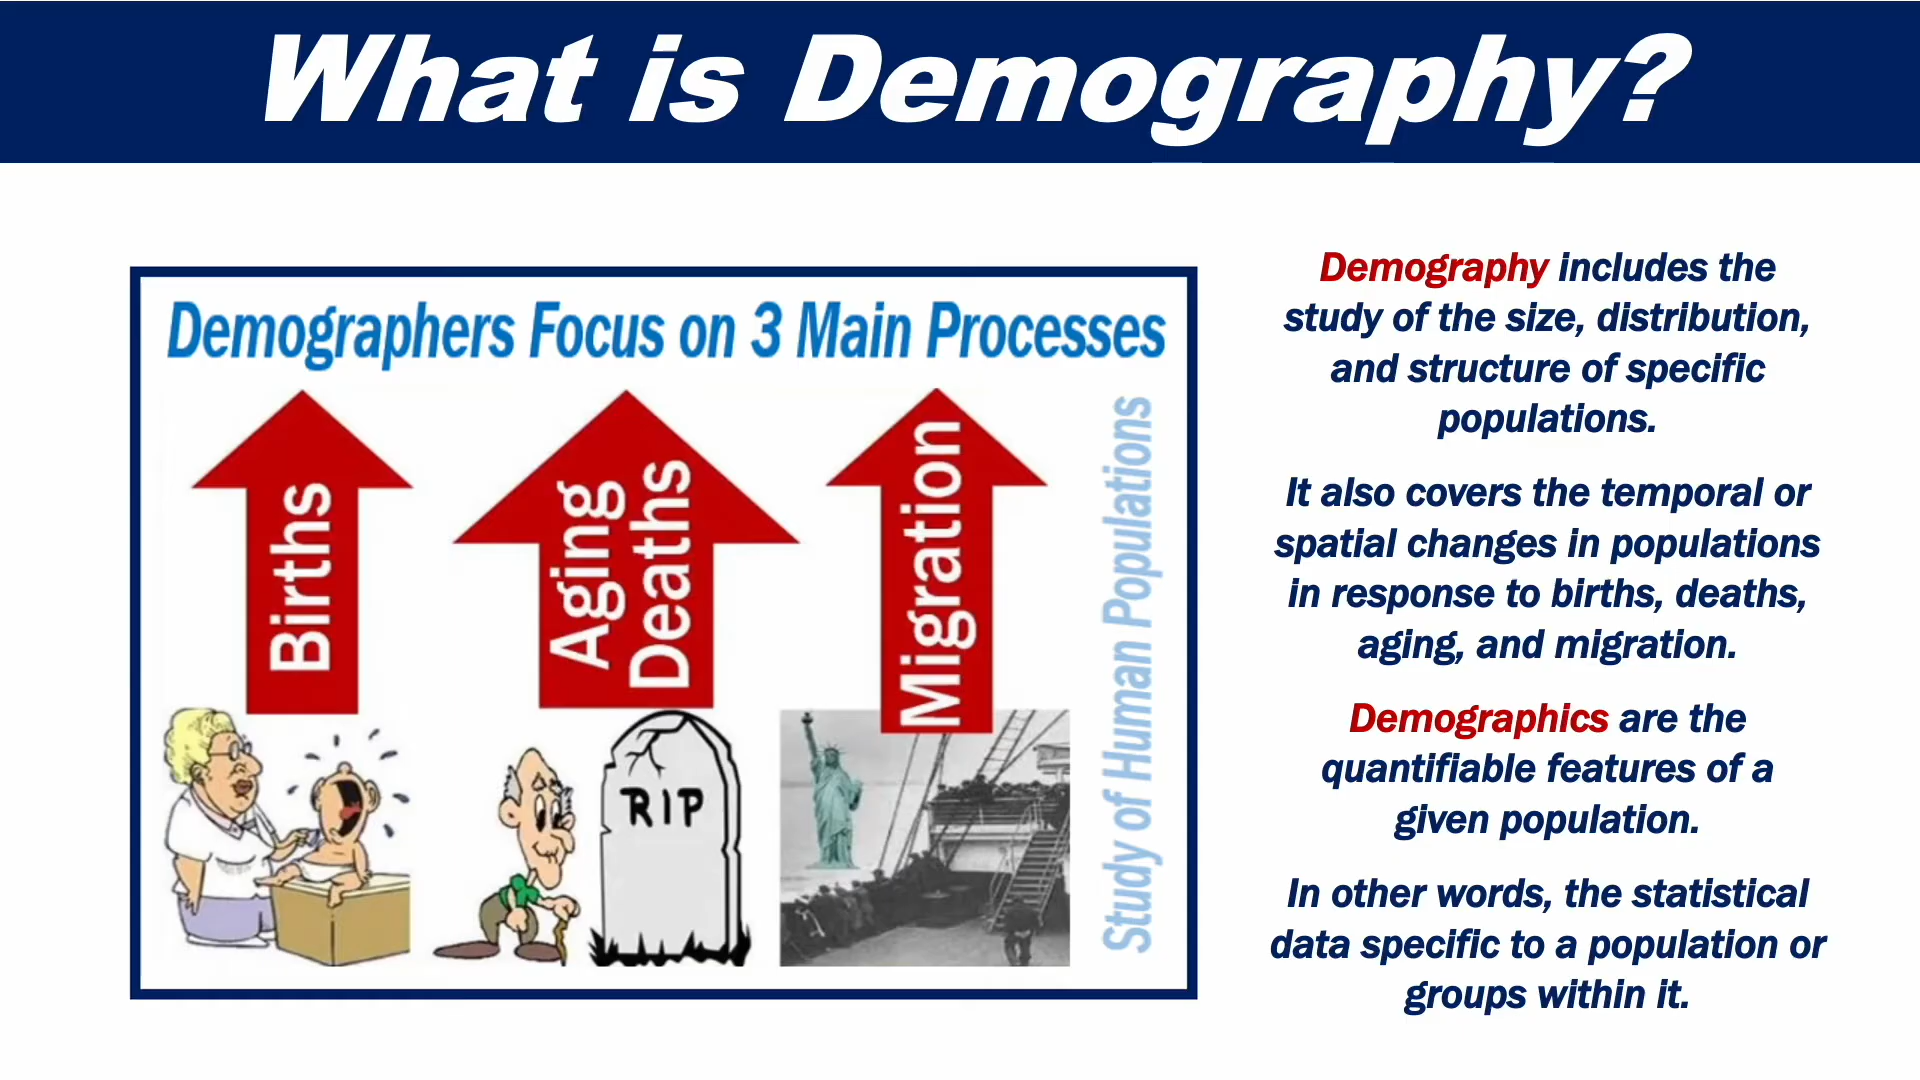 What is Demography?
Demographers Focus on 3 Main Processes
Births
Aging
Deaths
Migration
Study of Human Populations
RIP
Demography includes the
study of the size, distribution,
and structure of specific
populations.
It also covers the temporal or
spatial changes in populations
in response to births, deaths,
aging, and migration.
Demographics are the
quantifiable features of a
given population.
In other words, the statistical
data specific to a population or
groups within it.